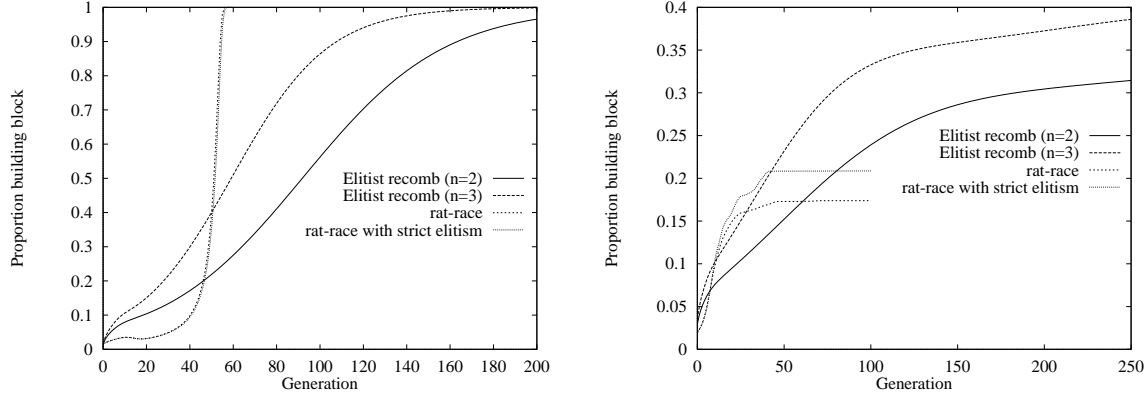 1
0.9
0.8
0.7
0.6
0.5
0.4
0.3
0.2
0.1
0
0 20 40 60 80 100 120 140 160 180 200
Proportion building block
Generation
Elitist recomb (n=2)
Elitist recomb (n=3)
rat-race
rat-race with strict elitism
0.4
0.35
0.3
0.25
0.2
0.15
0.1
0.05
0
0 50 100 150 200 250
Proportion building block
Generation
Elitist recomb (n=2)
Elitist recomb (n=3)
rat-race
rat-race with strict elitism